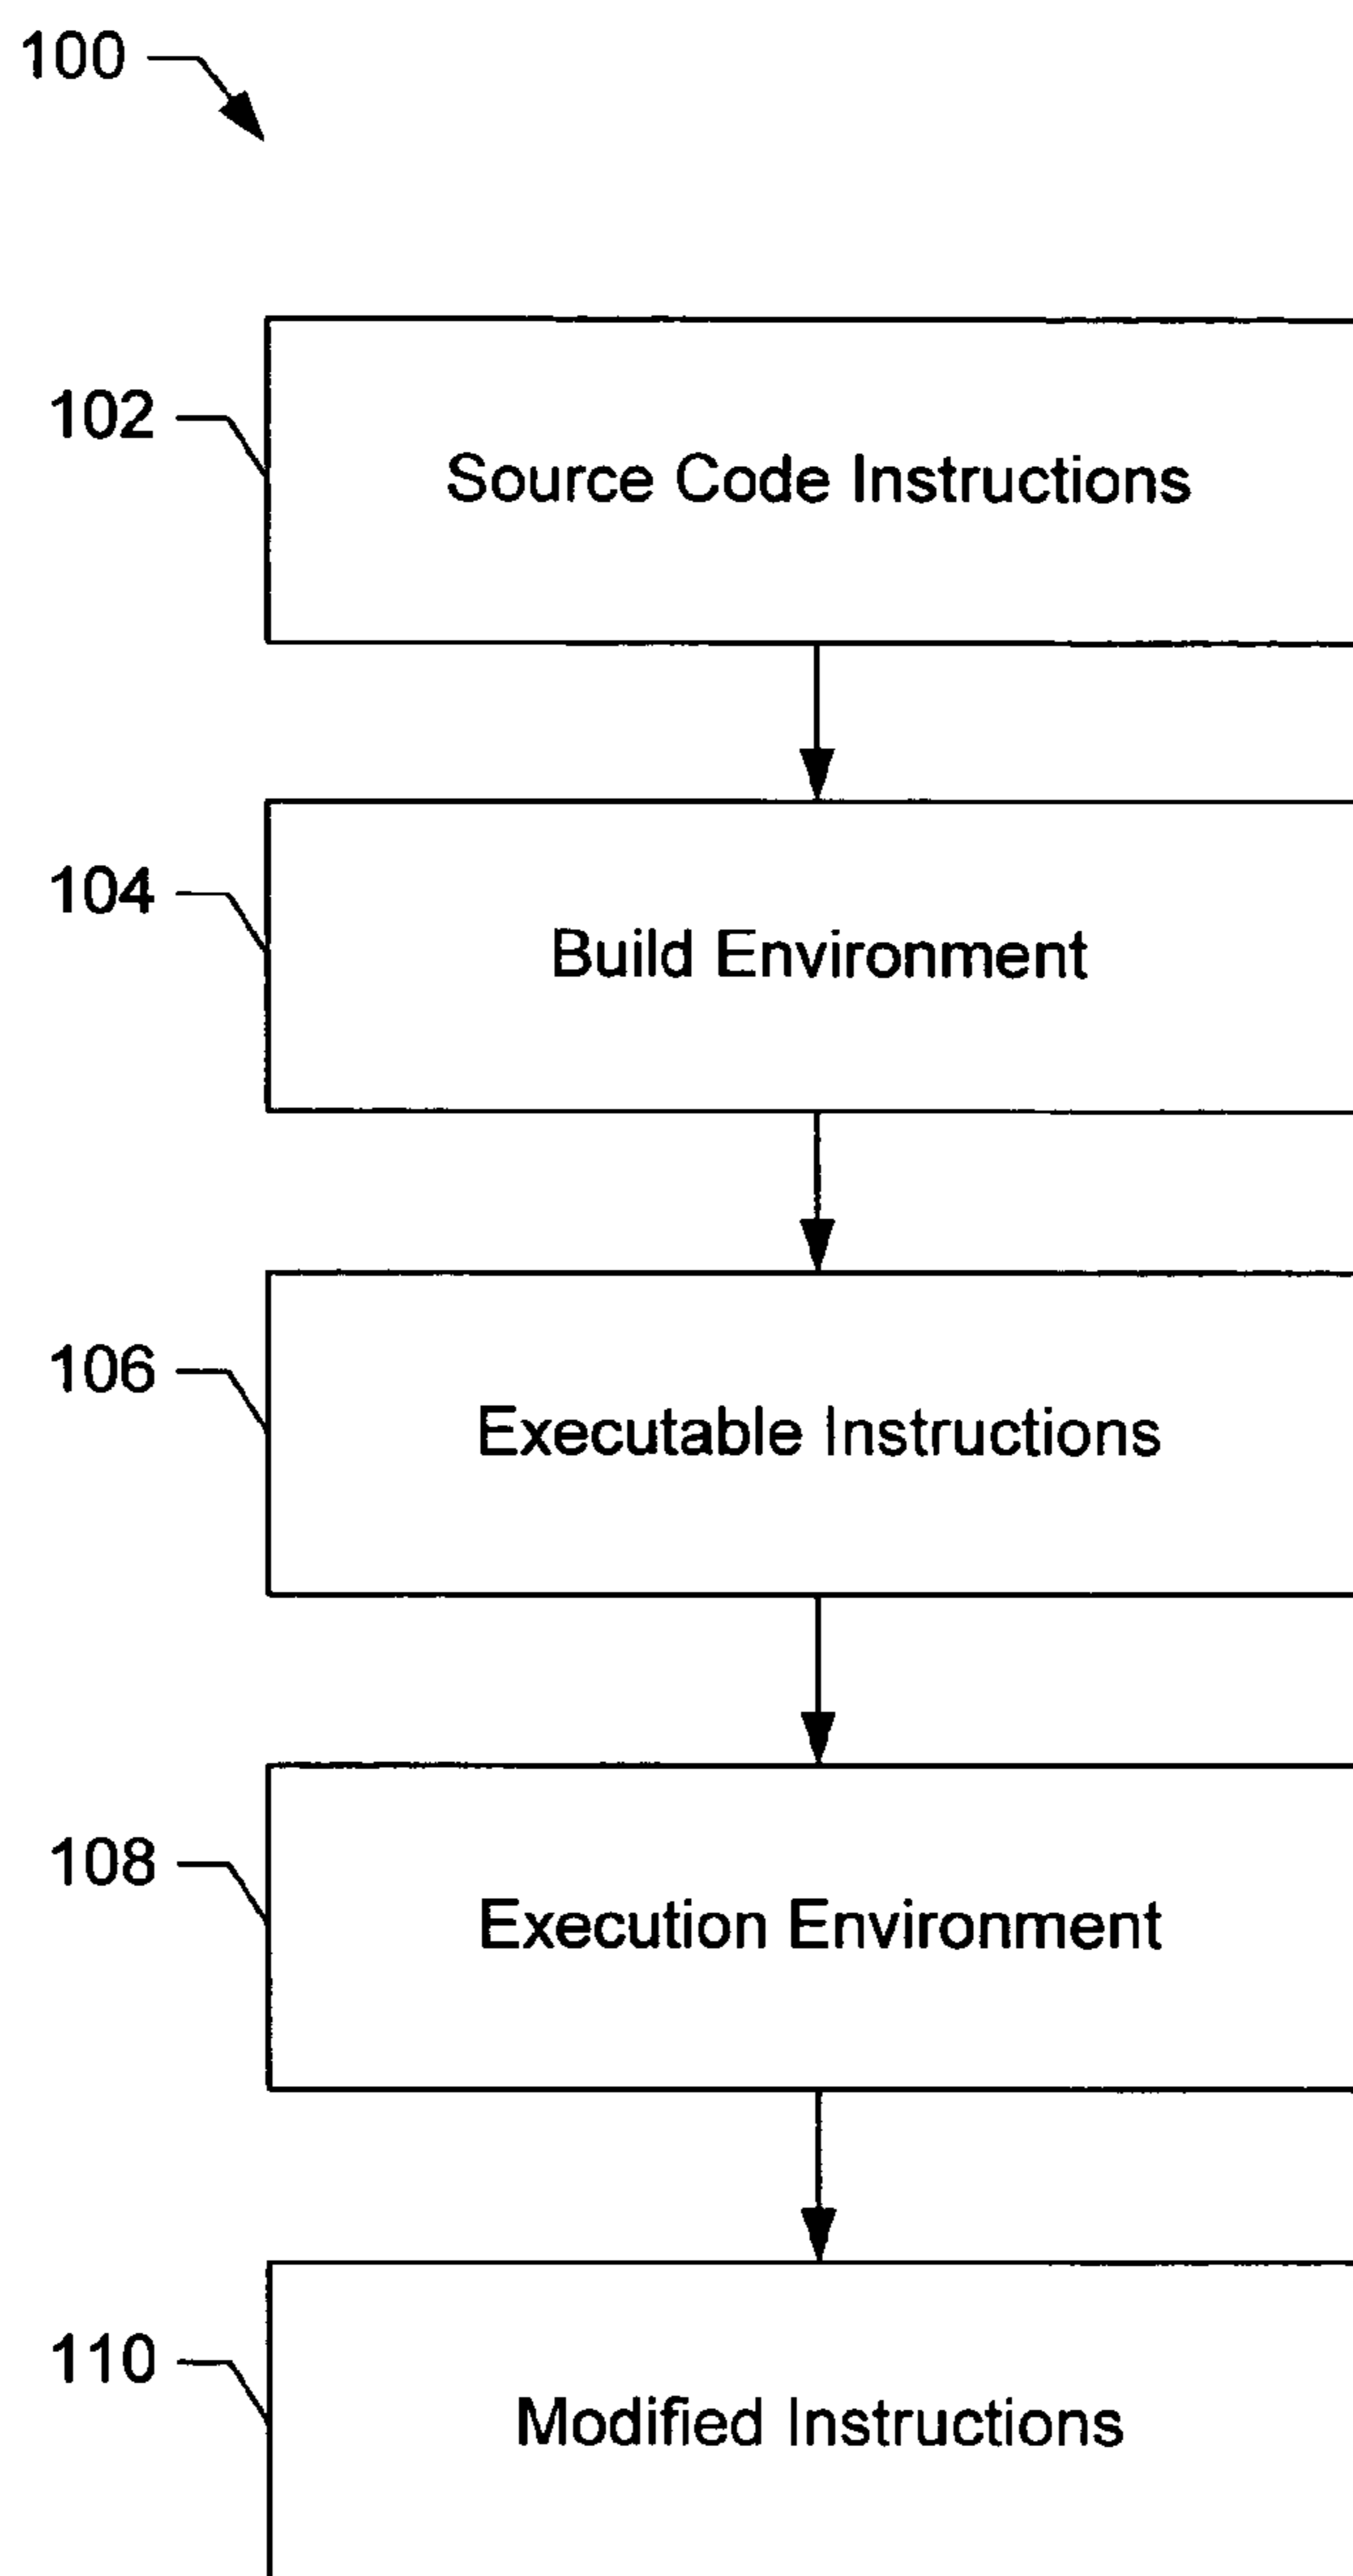 100
102
Source Code Instructions
104
Build Environment
106
Executable Instructions
108
Execution Environment
110
Modified Instructions